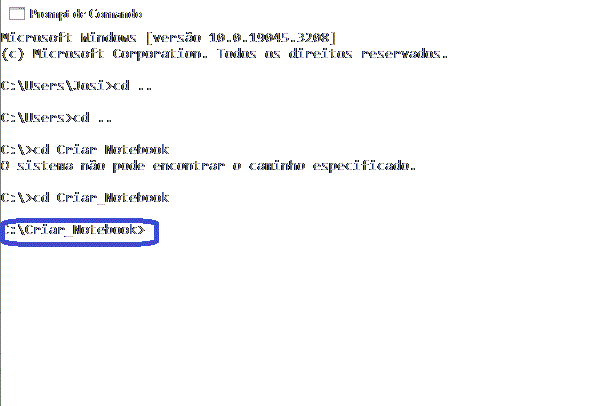 Prompt de Comando
Microsoft Windows [versão 10.0.19045.3208]
(c) Microsoft Corporation. Todos os direitos reservados.
C:\Users\Josi>cd ..
C:\Users>cd ..
C:\>cd Criar Notebook
O sistema não pode encontrar o caminho especificado.
C:\>cd Criar_Notebook
C:\Criar_Notebook>